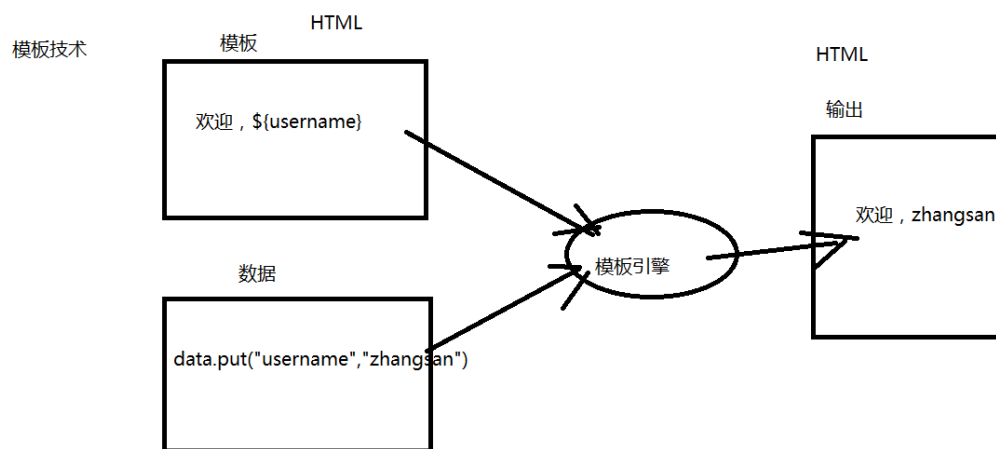 模板技术
HTML
模板
欢迎，${username}
数据
data.put("username","zhangsan")
模板引擎
HTML
输出
欢迎，zhangsan